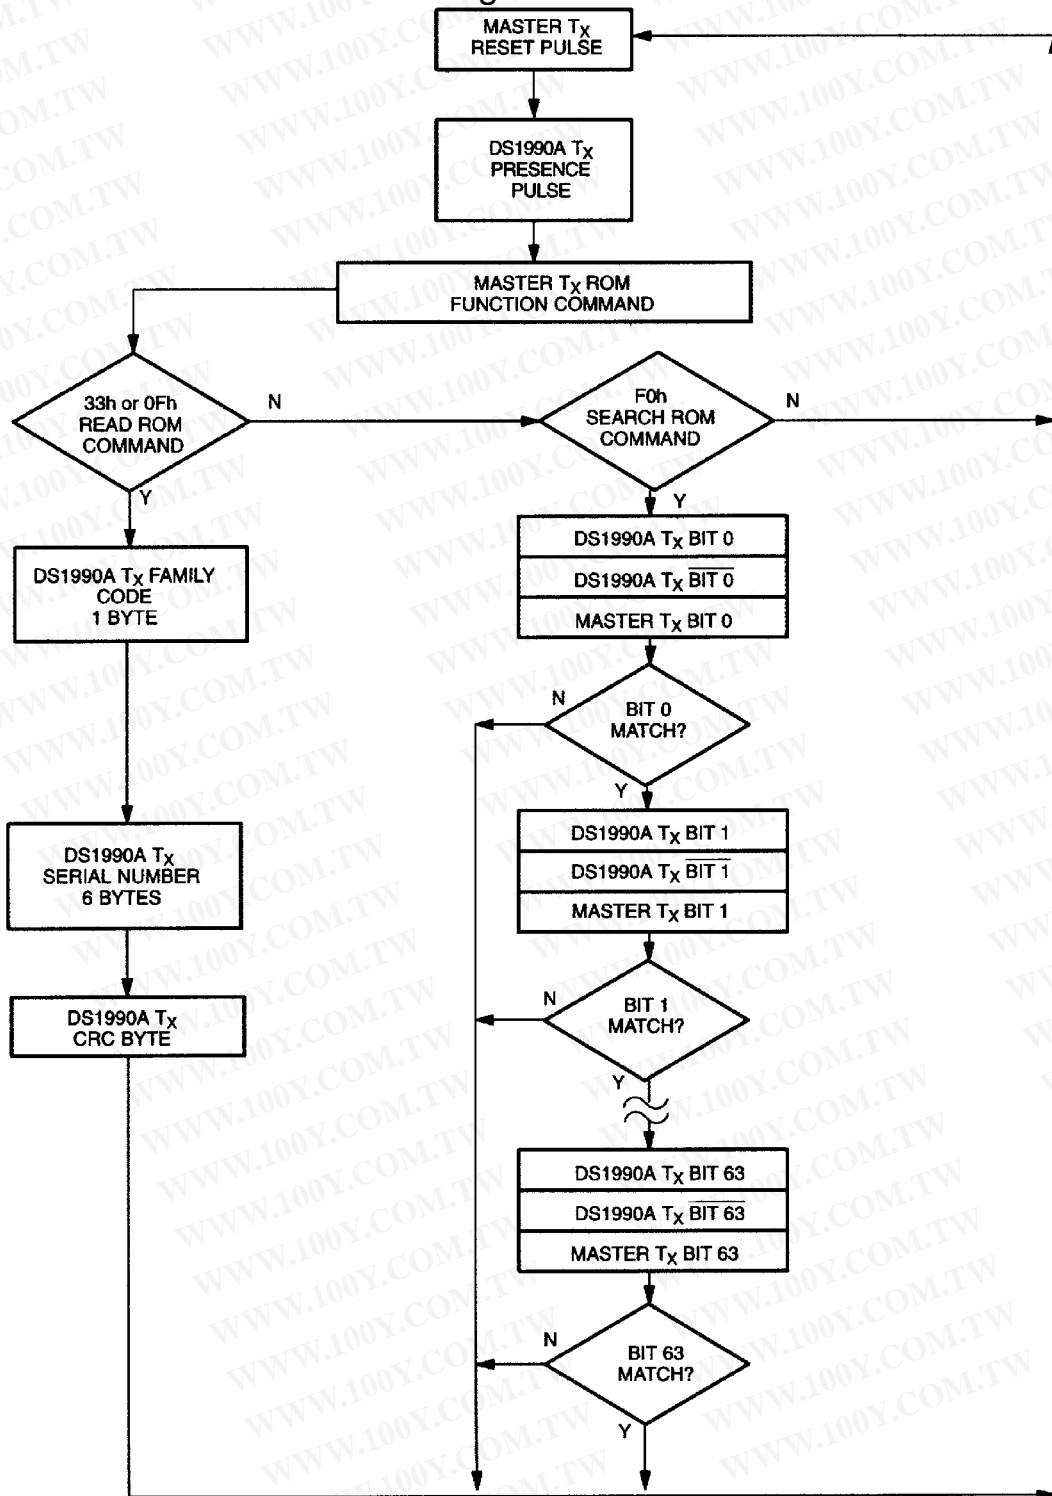 MASTER TX
RESET PULSE
DS1990A TX
PRESENCE
PULSE
MASTER TX ROM
FUNCTION COMMAND
33h or 0Fh
READ ROM
COMMAND
N
Y
F0h
SEARCH ROM
COMMAND
N
Y
DS1990A TX FAMILY
CODE
1 BYTE
DS1990A TX
SERIAL NUMBER
6 BYTES
DS1990A TX
CRC BYTE
DS1990A TX BIT 0
DS1990A TX BIT 0
MASTER TX BIT 0
BIT 0
MATCH?
N
Y
DS1990A TX BIT 1
DS1990A TX BIT 1
MASTER TX BIT 1
BIT 1
MATCH?
N
Y
DS1990A TX BIT 63
DS1990A TX BIT 63
MASTER TX BIT 63
BIT 63
MATCH?
N
Y
WWW.100Y.COM.TW